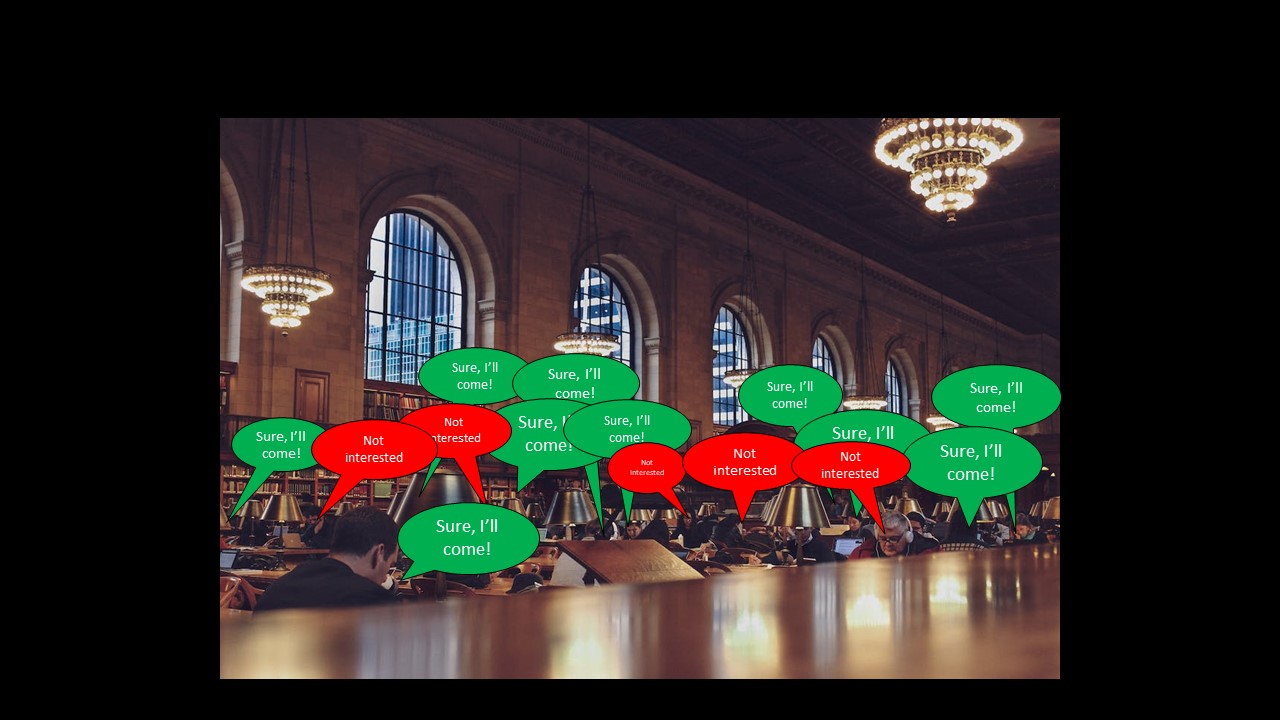 Sure, I'll
come!
Sure, I'll
come!
Sure, I'll
come!
Sure, I'll
come!
Sure, I'll
come!
Not
interested
Not
Sure,
come!
Sure, I'll
come!
Not
interested
Not
interested
Sure, I'll
Not
interested
Sure, I'll
come!
Sure, I'll
come!